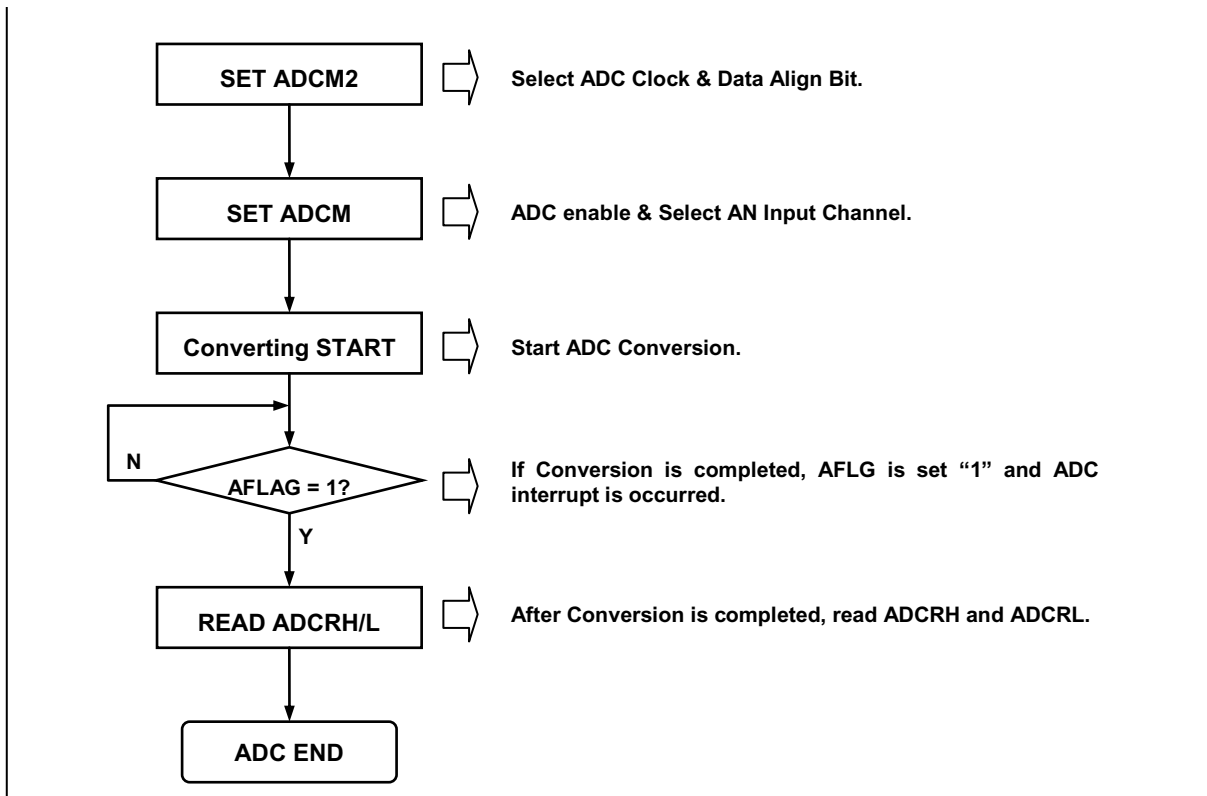 SET ADCM2
Select ADC Clock & Data Align Bit.
SET ADCM
ADC enable & Select AN Input Channel.
Converting START
Start ADC Conversion.
N
AFLAG = 1?
If Conversion is completed, AFLG is set “1” and ADC
interrupt is occurred.
Y
READ ADCRH/L
After Conversion is completed, read ADCRH and ADCRL.
ADC END